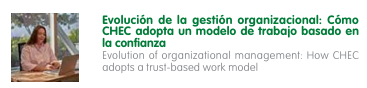 Evolución de la gestión organizacional: Cómo
CHEC adopta un modelo de trabajo basado en
la confianza
Evolution of organizational management: How CHEC
adopts a trust-based work model